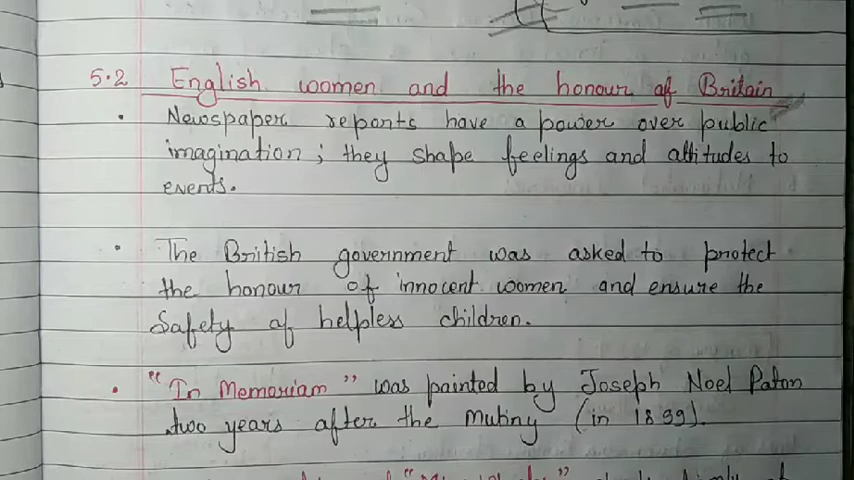 5.2 English women and the honour of Britain
• Newspaper reports have a power over public
imagination; they shape feelings and attitudes to
events.
• The British government was asked to protect
the honour of innocent women and ensure the
Safety of helpless children.
• "In Memoriam" was painted by Joseph Noel Paton
two years after the mutiny (in 1859).